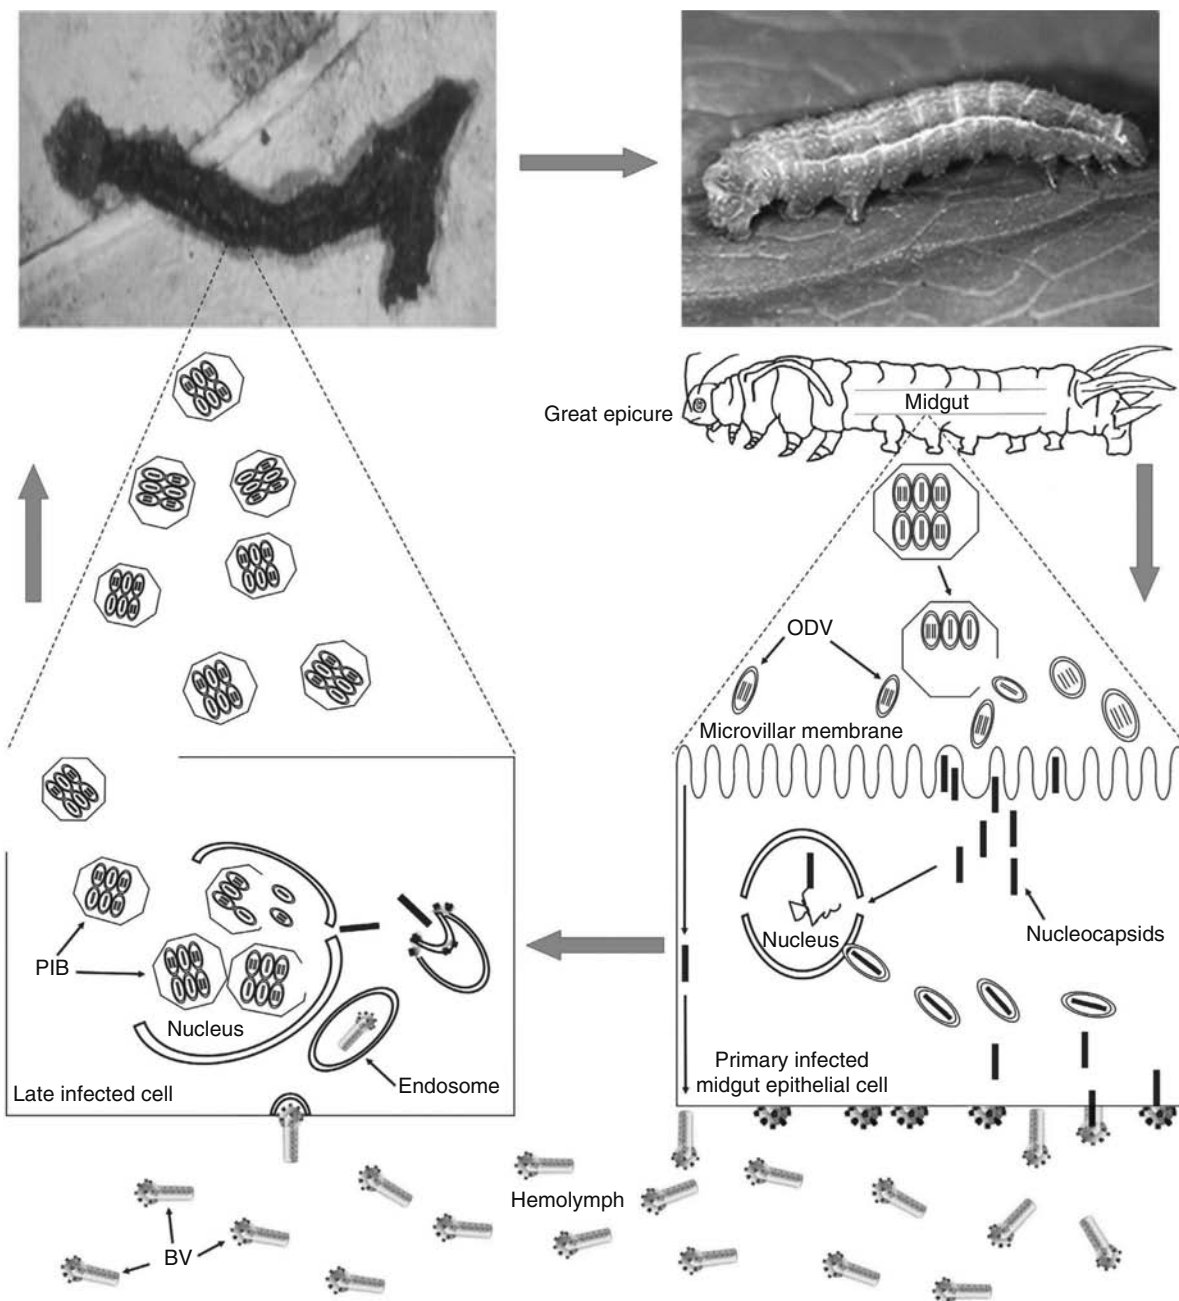 Great epicure
Midgut
ODV
Microvillar membrane
Nucleus
Nucleocapsids
PIB
Nucleus
Endosome
Late infected cell
Primary infected
midgut epithelial cell
Hemolymph
BV